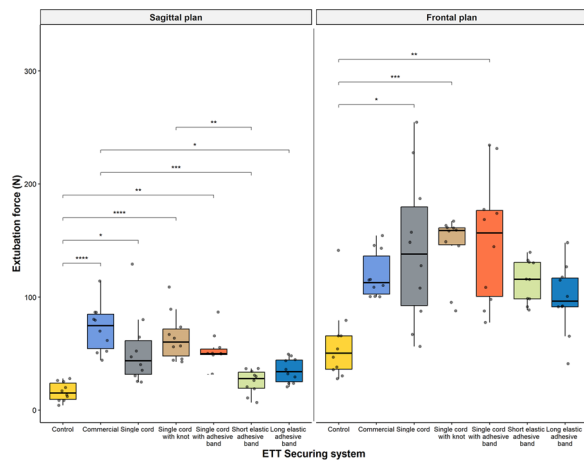 Sagittal plan
Frontal plan
Extubation force (N)
300
200
100
0
**
*
***
**
****
*
****
**
***
*
Control
Commercial
Single cord
Single cord
with knot
Single cord
with adhesive
band
Short elastic
adhesive
band
Long elastic
adhesive
band
Control
Commercial
Single cord
Single cord
with knot
Single cord
with adhesive
band
Short elastic
adhesive
band
Long elastic
adhesive
band
ETT Securing system